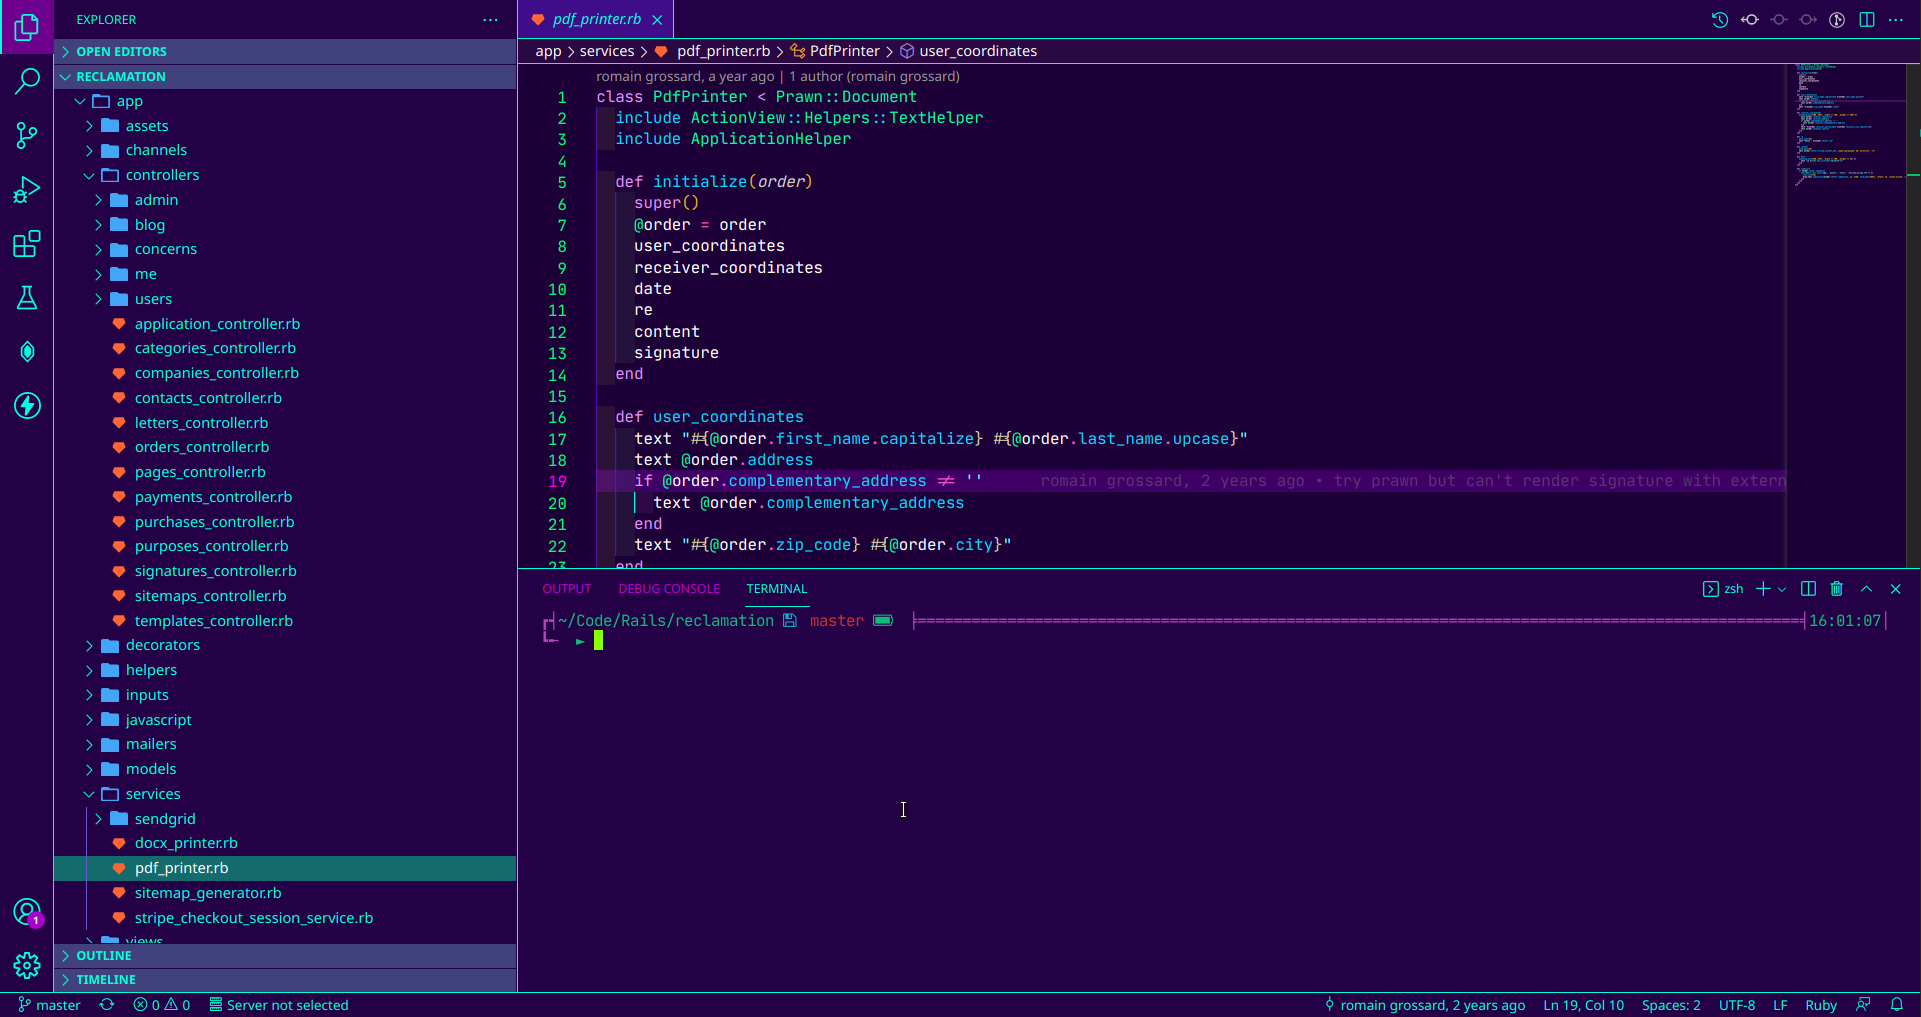 EXPLORER
OPEN EDITORS
RECLAMATION
app
assets
channels
controllers
admin
blog
concerns
me
users
application_controller.rb
categories_controller.rb
companies_controller.rb
contacts_controller.rb
letters_controller.rb
orders_controller.rb
pages_controller.rb
payments_controller.rb
purchases_controller.rb
purposes_controller.rb
signatures_controller.rb
sitemaps_controller.rb
templates_controller.rb
decorators
helpers
inputs
javascript
mailers
models
services
sendgrid
docx_printer.rb
pdf_printer.rb
sitemap_generator.rb
stripe_checkout_session_service.rb
views
OUTLINE
TIMELINE
pdf_printer.rb
app > services > pdf_printer.rb > PdfPrinter > user_coordinates
romain grossard, a year ago | 1 author (romain grossard)
1 class PdfPrinter < Prawn::Document
2 include ActionView::Helpers::TextHelper
3 include ApplicationHelper
4
5 def initialize(order)
6 super()
7 @order = order
8 user_coordinates
9 receiver_coordinates
10 date
11 re
12 content
13 signature
14 end
15
16 def user_coordinates
17 text "#{@order.first_name.capitalize} #{@order.last_name.upcase}"
18 text @order.address
19 if @order.complementary_address != '' romain grossard, 2 years ago • try prawn but can't render signature with extern
20 text @order.complementary_address
21 end
22 text "#{@order.zip_code} #{@order.city}"
23 end
OUTPUT DEBUG CONSOLE TERMINAL
zsh
~/Code/Rails/reclamation master 16:01:07
1
master 0 0 Server not selected
romain grossard, 2 years ago Ln 19, Col 10 Spaces: 2 UTF-8 LF Ruby